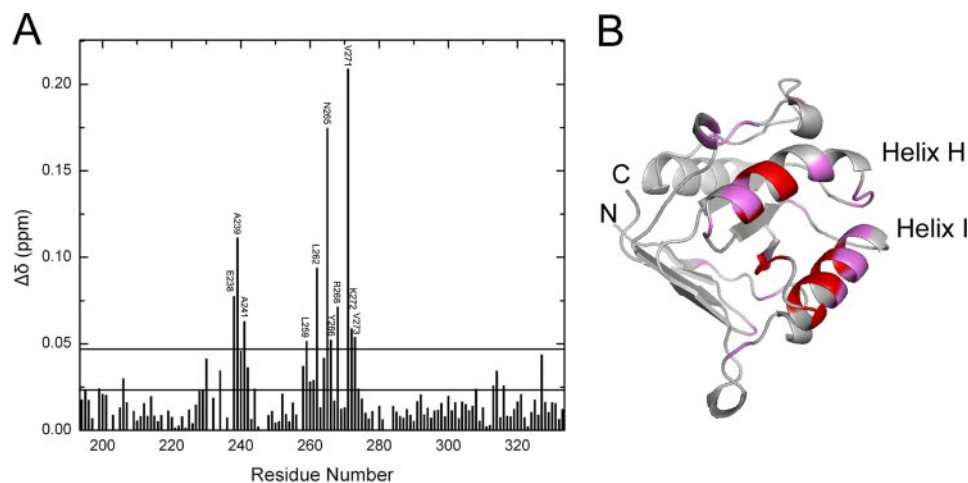 A
Δδ (ppm)
0.20
0.15
0.10
0.05
0.00
200
220
240
260
280
300
320
Residue Number
E238
A239
A241
L259
L262
N265
Y266
R268
V271
K272
V273
B
Helix H
Helix I
C
N